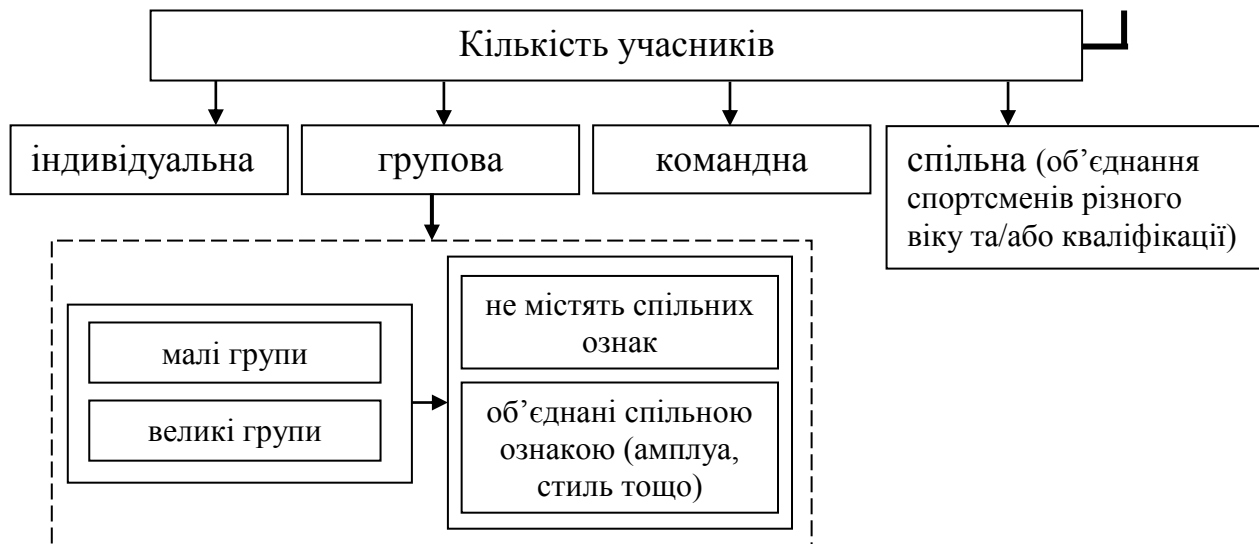 Кількість учасників
індивідуальна
групова
командна
спільна (об’єднання
спортсменів різного
віку та/або кваліфікації)
малі групи
великі групи
не містять спільних
ознак
об’єднані спільною
ознакою (амплуа,
стиль тощо)